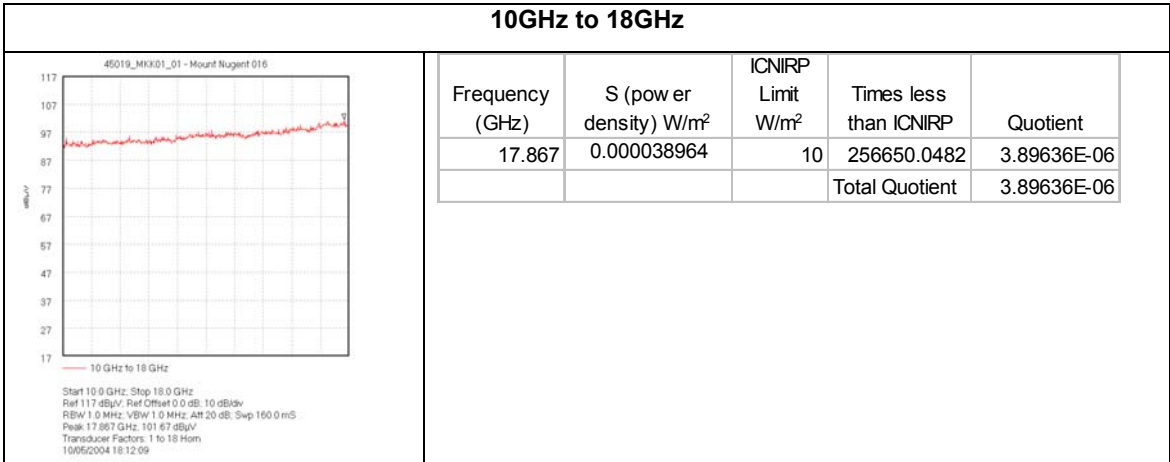 10GHz to 18GHz
45019_MKK01_01 - Mount Nugent 016
117
107
97
87
77
67
57
47
37
27
17
dBµV
10 GHz to 18 GHz
Start 10.0 GHz; Stop 18.0 GHz
Ref 117 dBµV; Ref Offset 0.0 dB; 10 dB/div
RBW 1.0 MHz; VBW 1.0 MHz; Att 20 dB; Swp 160.0 mS
Peak 17.867 GHz, 101.67 dBµV
Transducer Factors: 1 to 18 Horn
10/05/2004 18:12:09
Frequency (GHz) S (pow er density) W/m² ICNIRP Limit W/m² Times less than ICNIRP Quotient
17.867 0.000038964 10 256650.0482 3.89636E-06
Total Quotient 3.89636E-06